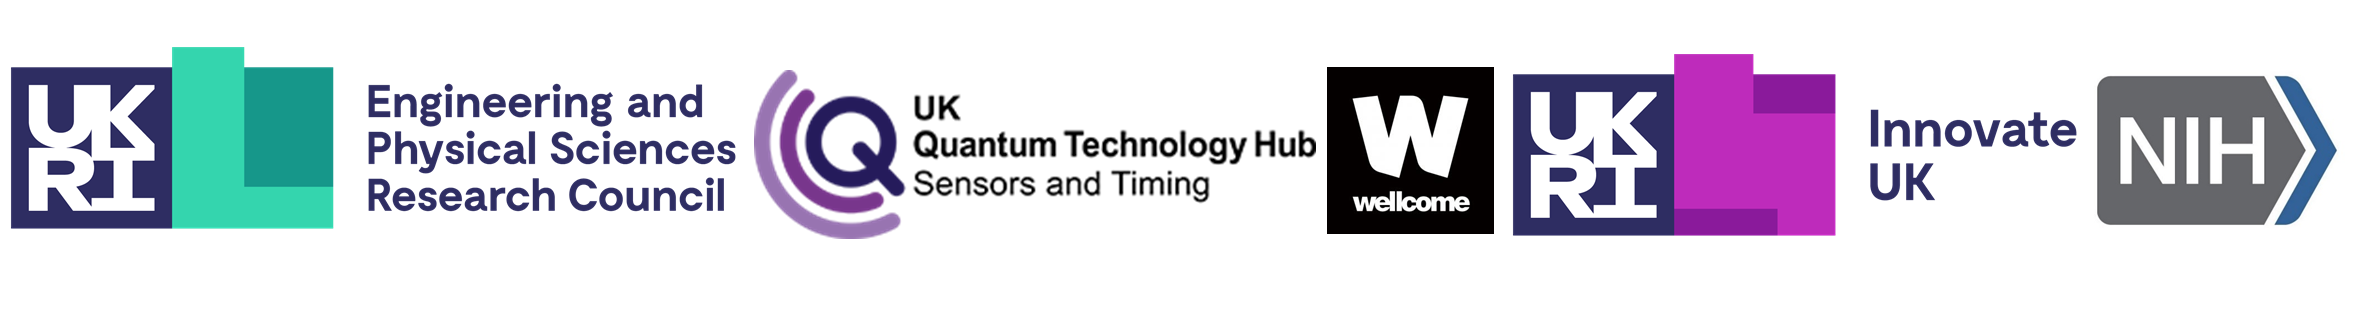 UK
RI
Engineering and
Physical Sciences
Research Council
UK
Quantum Technology Hub
Sensors and Timing
W
wellcome
UK
RI
Innovate
UK
NIH